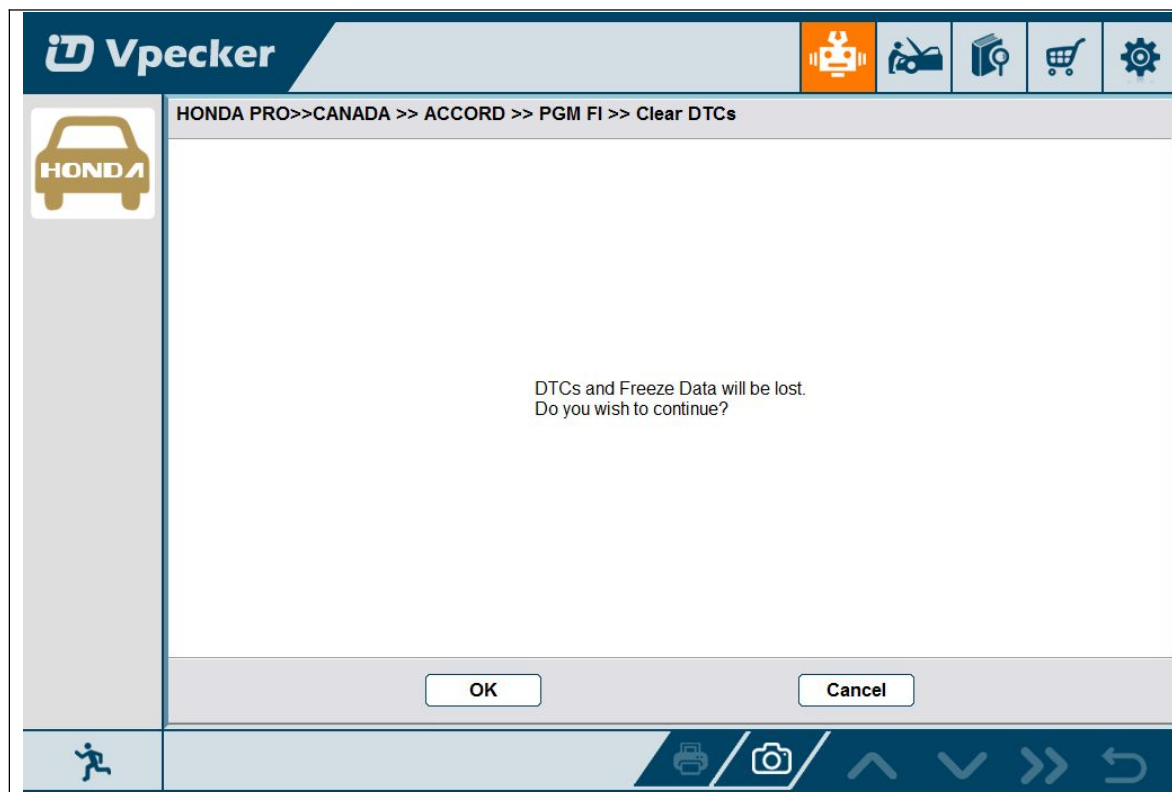 Vpecker
HONDA PRO>>CANADA >> ACCORD >> PGM FI >> Clear DTCs
HONDA
DTCs and Freeze Data will be lost.
Do you wish to continue?
OK
Cancel